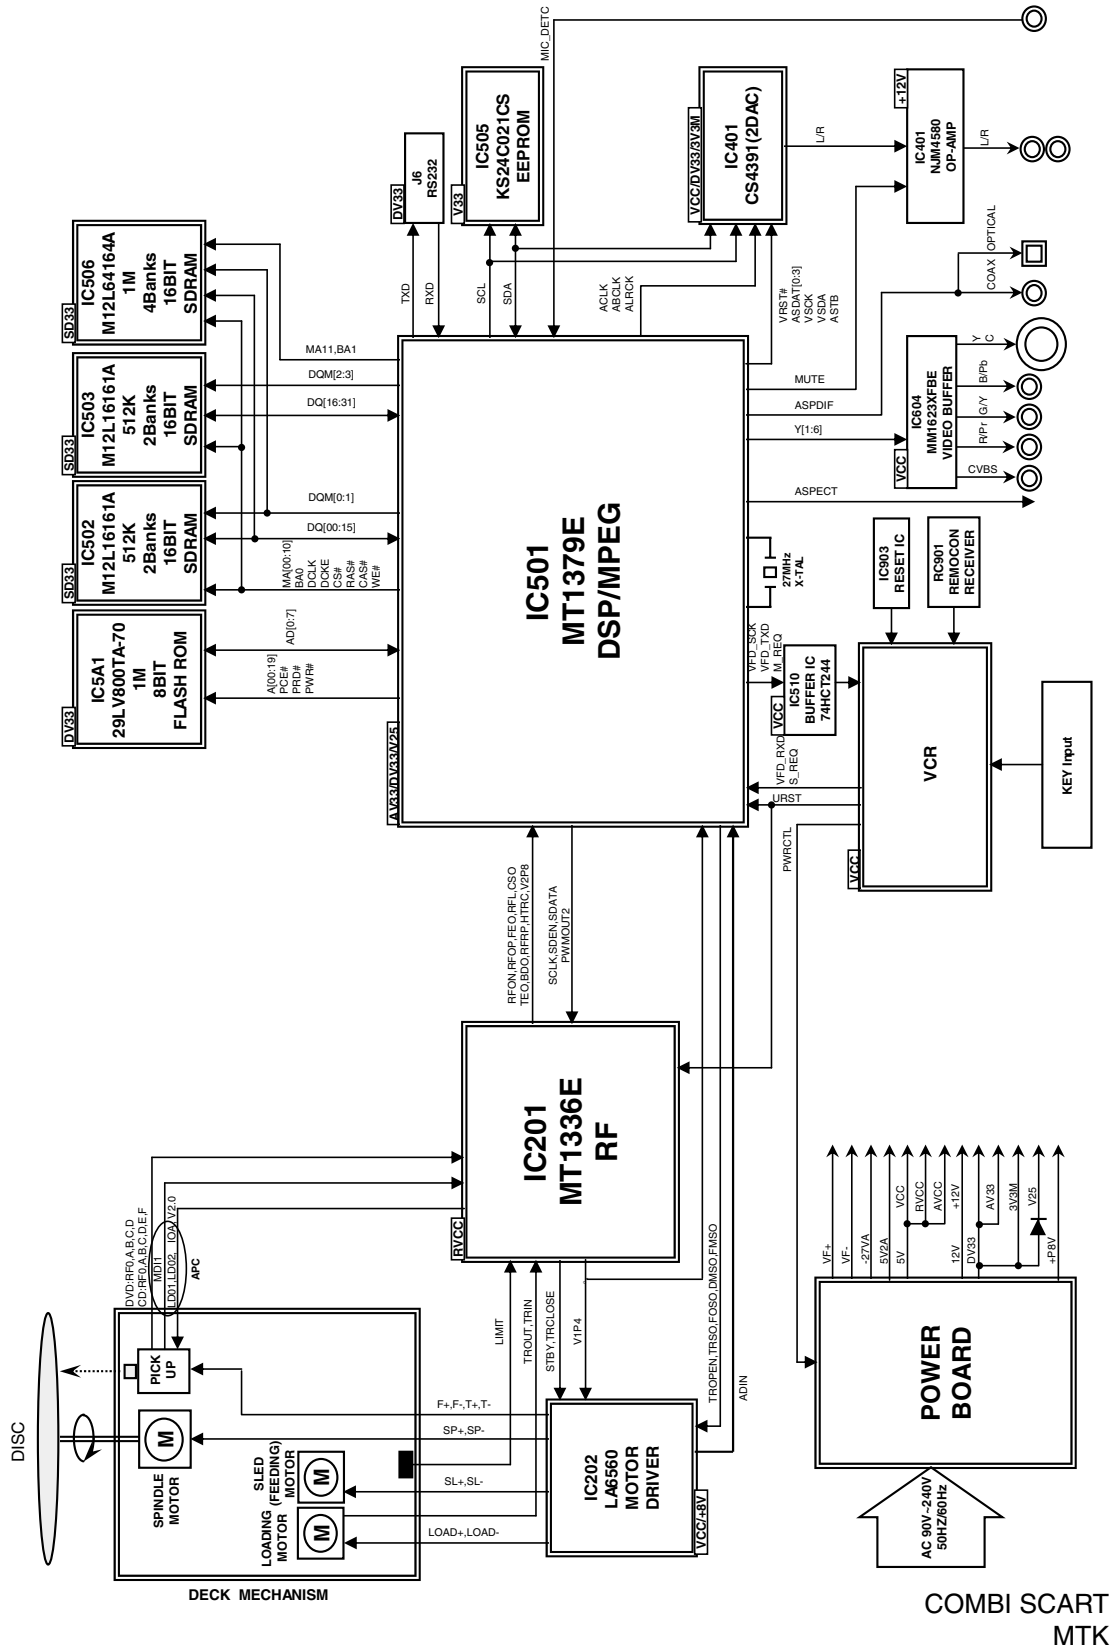 DISC
DECK MECHANISM
SPINDLE
MOTOR
M
PICK
UP
SLED
(FEEDING)
MOTOR
M
LOADING
MOTOR
M
DVD:RF0,A,B,C,D
CD:RF0,A,B,C,D,E,F
MDI1
LD01,LD02, IOA, V2.0
APC
F+,F-,T+,T-
SP+,SP-
SL+,SL-
LOAD+,LOAD-
LIMIT
TROUT,TRIN
STBY,TRCLOSE
V1P4
IC202
LA6560
MOTOR
DRIVER
VCC/+8V
TROPEN,TRSO,FOSO,DMSO,FMSO
ADIN
RVCC
IC201
MT1336E
RF
RFON,RFOP,FEO,RFL,CSO
TEO,BDO,RFRP,HTRC,V2P8
SCLK,SDEN,SDATA
PWMOUT2
AV33/DV33/V25
IC501
MT1379E
DSP/MPEG
DV33
IC5A1
29LV800TA-70
1M
8BIT
FLASH ROM
A[00:19]
PCE#
PRD#
PWR#
AD[0:7]
SD33
IC502
M12L16161A
512K
2Banks
16BIT
SDRAM
MA[00:10]
BA0
DCLK
DCKE
CS#
RAS#
CAS#
WE#
DQ[00:15]
DQM[0:1]
SD33
IC503
M12L16161A
512K
2Banks
16BIT
SDRAM
DQ[16:31]
DQM[2:3]
MA11,BA1
SD33
IC506
M12L64164A
1M
4Banks
16BIT
SDRAM
DV33
J6
RS232
TXD
RXD
V33
IC505
KS24C021CS
EEPROM
SCL
SDA
MIC_DETC
VCC/DV33/3V3M
IC401
CS4391(2DAC)
ACLK
ABCLK
ALRCK
VRST#
ASDAT[0:3]
VSCK
VSDA
ASTB
L/R
+12V
IC401
NJM4580
OP-AMP
L/R
MUTE
ASPDIF
Y[1:6]
ASPECT
OPTICAL
COAX
VCC
IC604
MM1623XFBE
VIDEO BUFFER
Y
C
B/Pb
G/Y
R/Pr
CVBS
27MHz
X-TAL
VFD_SCK
VFD_TXD
M_REQ
VCC
IC510
BUFFER IC
74HCT244
IC903
RESET IC
RC901
REMOCON
RECEIVER
VFD_RXD
S_REQ
URST
PWRCTL
VCC
VCR
KEY Input
POWER
BOARD
AC 90V~240V
50HZ/60Hz
VF+
VF-
-27VA
5V2A
5V
VCC
RVCC
AVCC
12V
+12V
DV33
AV33
3V3M
V25
+P8V
COMBI SCART
MTK